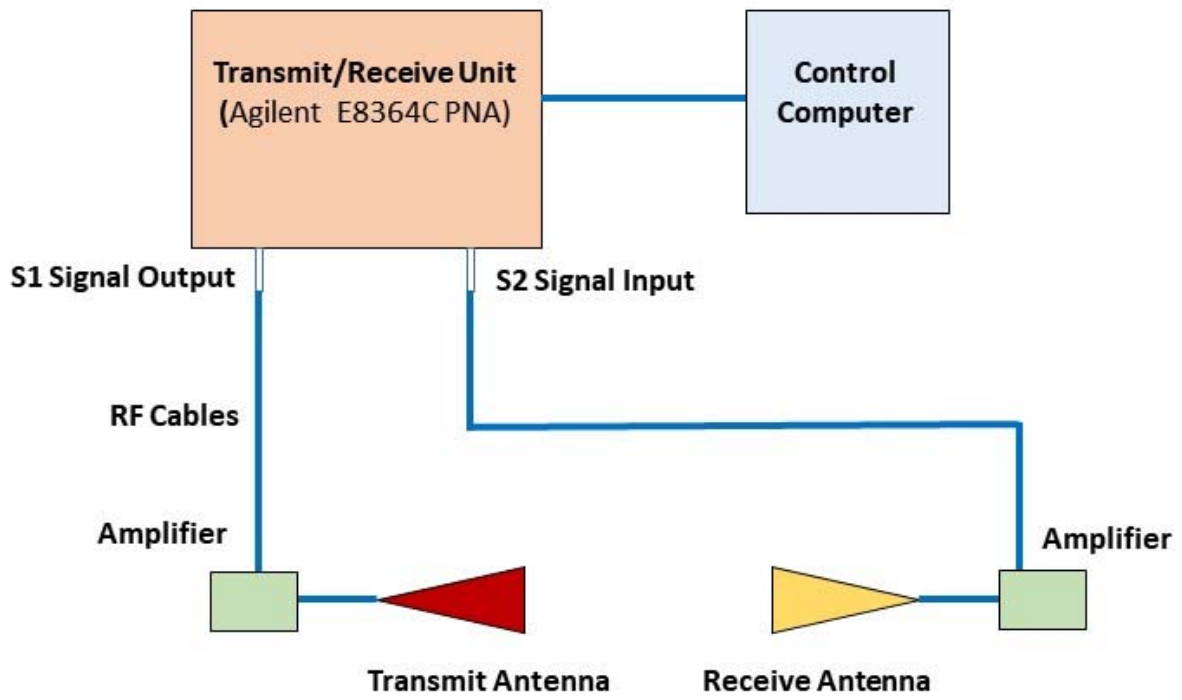 Transmit/Receive Unit
(Agilent E8364C PNA)
Control
Computer
S1 Signal Output
S2 Signal Input
RF Cables
Amplifier
Amplifier
Transmit Antenna
Receive Antenna